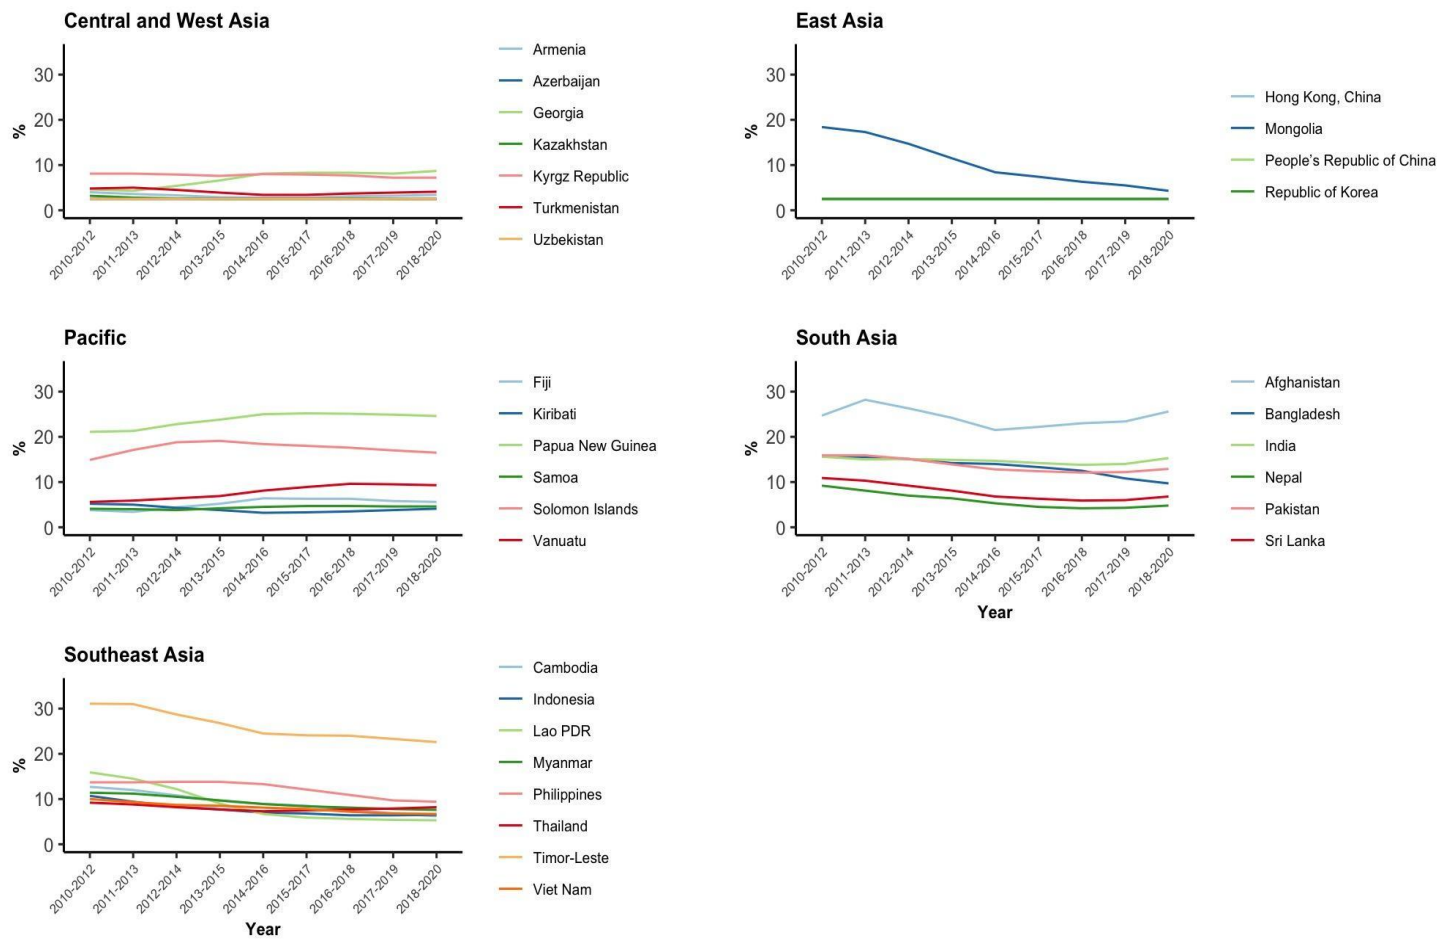 Central and West Asia
%
30
20
10
0
2010-2012
2011-2013
2012-2014
2013-2015
2014-2016
2015-2017
2016-2018
2017-2019
2018-2020
Armenia
Azerbaijan
Georgia
Kazakhstan
Kyrgz Republic
Turkmenistan
Uzbekistan
East Asia
%
30
20
10
0
2010-2012
2011-2013
2012-2014
2013-2015
2014-2016
2015-2017
2016-2018
2017-2019
2018-2020
Hong Kong, China
Mongolia
People's Republic of China
Republic of Korea
Pacific
%
30
20
10
0
2010-2012
2011-2013
2012-2014
2013-2015
2014-2016
2015-2017
2016-2018
2017-2019
2018-2020
Fiji
Kiribati
Papua New Guinea
Samoa
Solomon Islands
Vanuatu
South Asia
%
30
20
10
0
2010-2012
2011-2013
2012-2014
2013-2015
2014-2016
2015-2017
2016-2018
2017-2019
2018-2020
Year
Afghanistan
Bangladesh
India
Nepal
Pakistan
Sri Lanka
Southeast Asia
%
30
20
10
0
2010-2012
2011-2013
2012-2014
2013-2015
2014-2016
2015-2017
2016-2018
2017-2019
2018-2020
Year
Cambodia
Indonesia
Lao PDR
Myanmar
Philippines
Thailand
Timor-Leste
Viet Nam